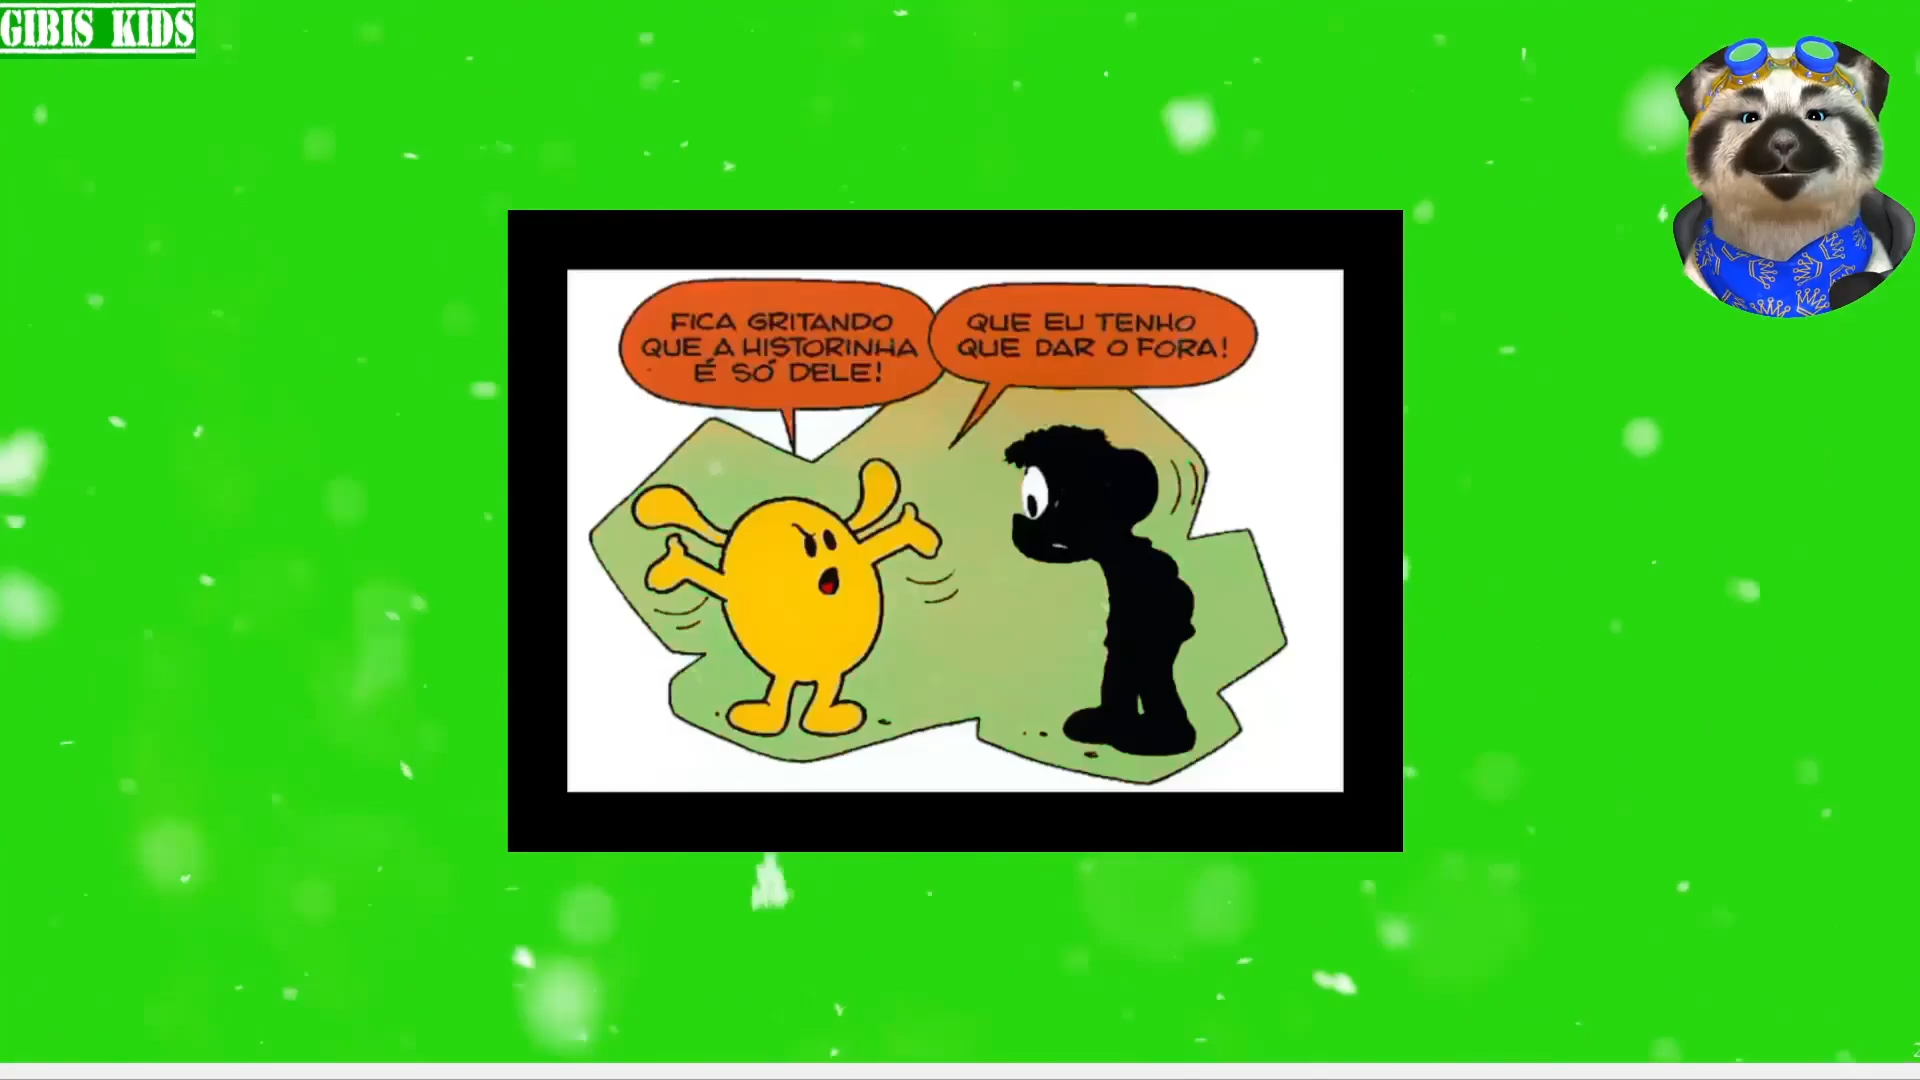 GIBIS KIDS
FICA GRITANDO
QUE A HISTORINHA
É SÓ DELE!
QUE EU TENHO
QUE DAR O FORA!